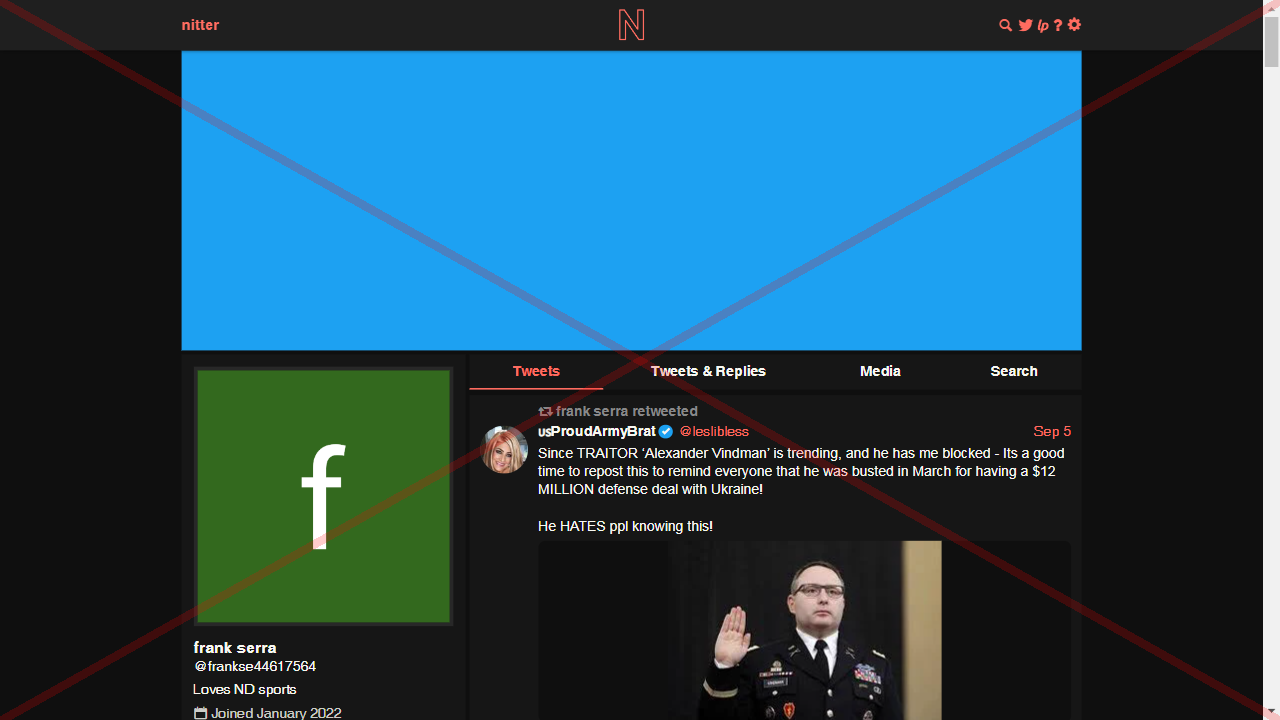 nitter
N
lp ?
Tweets
Tweets & Replies
Media
Search
frank serra retweeted
USProudArmyBrat @leslibless Sep 5
Since TRAITOR ‘Alexander Vindman’ is trending, and he has me blocked - Its a good
time to repost this to remind everyone that he was busted in March for having a $12
MILLION defense deal with Ukraine!
He HATES ppl knowing this!
f
frank serra
@frankse44617564
Loves ND sports
Joined January 2022